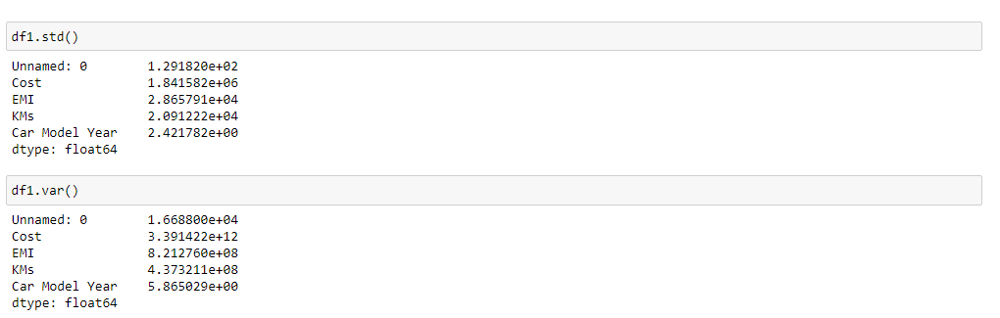 df1.std()
Unnamed: 0        1.291820e+02
Cost              1.841582e+06
EMI               2.865791e+04
KMs               2.091222e+04
Car Model Year    2.421782e+00
dtype: float64
df1.var()
Unnamed: 0        1.668800e+04
Cost              3.391422e+12
EMI               8.212760e+08
KMs               4.373211e+08
Car Model Year    5.865029e+00
dtype: float64